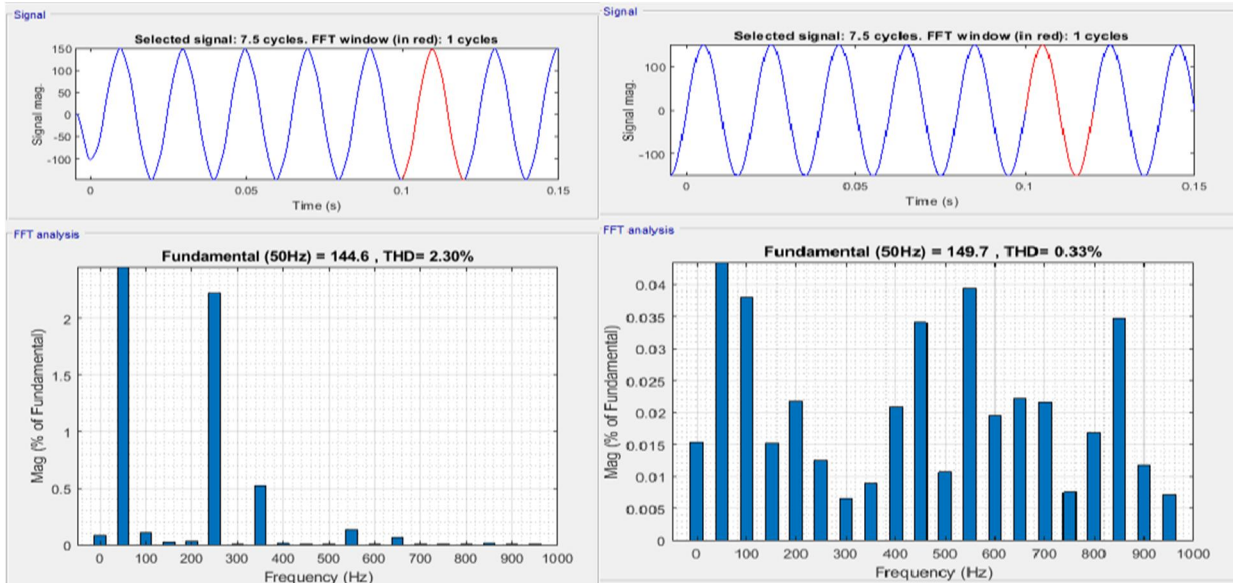 Signal
Selected signal: 7.5 cycles. FFT window (in red): 1 cycles
150
100
50
0
-50
-100
Signal mag.
0
0.05
0.1
0.15
Time (s)
FFT analysis
Fundamental (50Hz) = 144.6 , THD= 2.30%
2
1.5
1
0.5
0
Mag (% of Fundamental)
0 100 200 300 400 500 600 700 800 900 1000
Frequency (Hz)
Signal
Selected signal: 7.5 cycles. FFT window (in red): 1 cycles
100
0
-100
Signal mag.
0
0.05
0.1
0.15
Time (s)
FFT analysis
Fundamental (50Hz) = 149.7 , THD= 0.33%
0.04
0.035
0.03
0.025
0.02
0.015
0.01
0.005
0
Mag (% of Fundamental)
0 100 200 300 400 500 600 700 800 900 1000
Frequency (Hz)